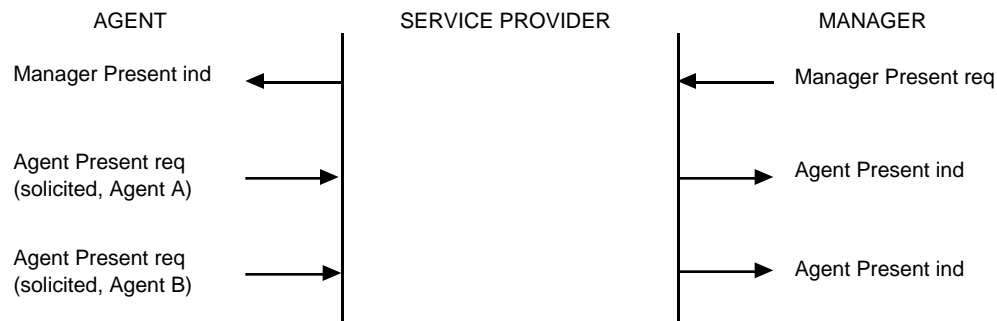 AGENT
SERVICE PROVIDER
MANAGER
Manager Present ind
Manager Present req
Agent Present req
(solicited, Agent A)
Agent Present ind
Agent Present req
(solicited, Agent B)
Agent Present ind